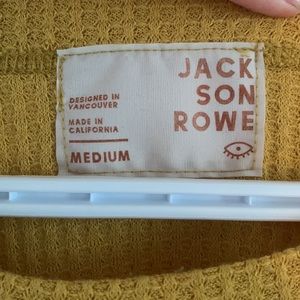 DESIGNED IN
VANCOUVER
MADE IN
CALIFORNIA
MEDIUM
JACK
SON
ROWE